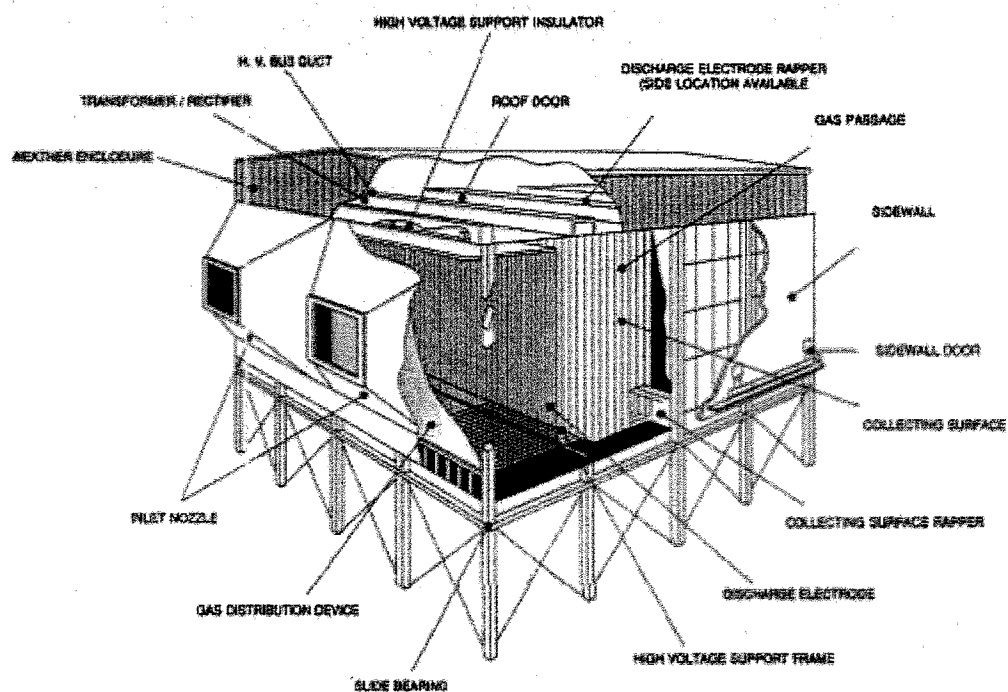 HIGH VOLTAGE SUPPORT INSULATOR
H. V. BUS DUCT
DISCHARGE ELECTRODE RAPPER
(SIDE LOCATION AVAILABLE
TRANSFORMER / RECTIFIER
ROOF DOOR
GAS PASSAGE
WEATHER ENCLOSURE
SIDEWALL
SIDEWALL DOOR
COLLECTING SURFACE
INLET NOZZLE
COLLECTING SURFACE RAPPER
DISCHARGE ELECTRODE
GAS DISTRIBUTION DEVICE
HIGH VOLTAGE SUPPORT FRAME
SLIDE BEARING